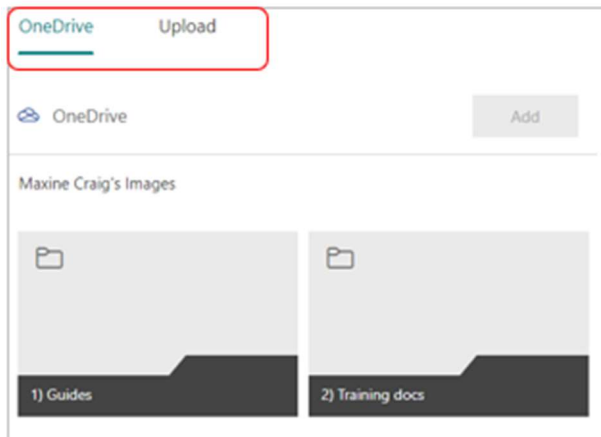 OneDrive Upload
OneDrive Add
Maxine Craig's Images
1) Guides 2) Training docs